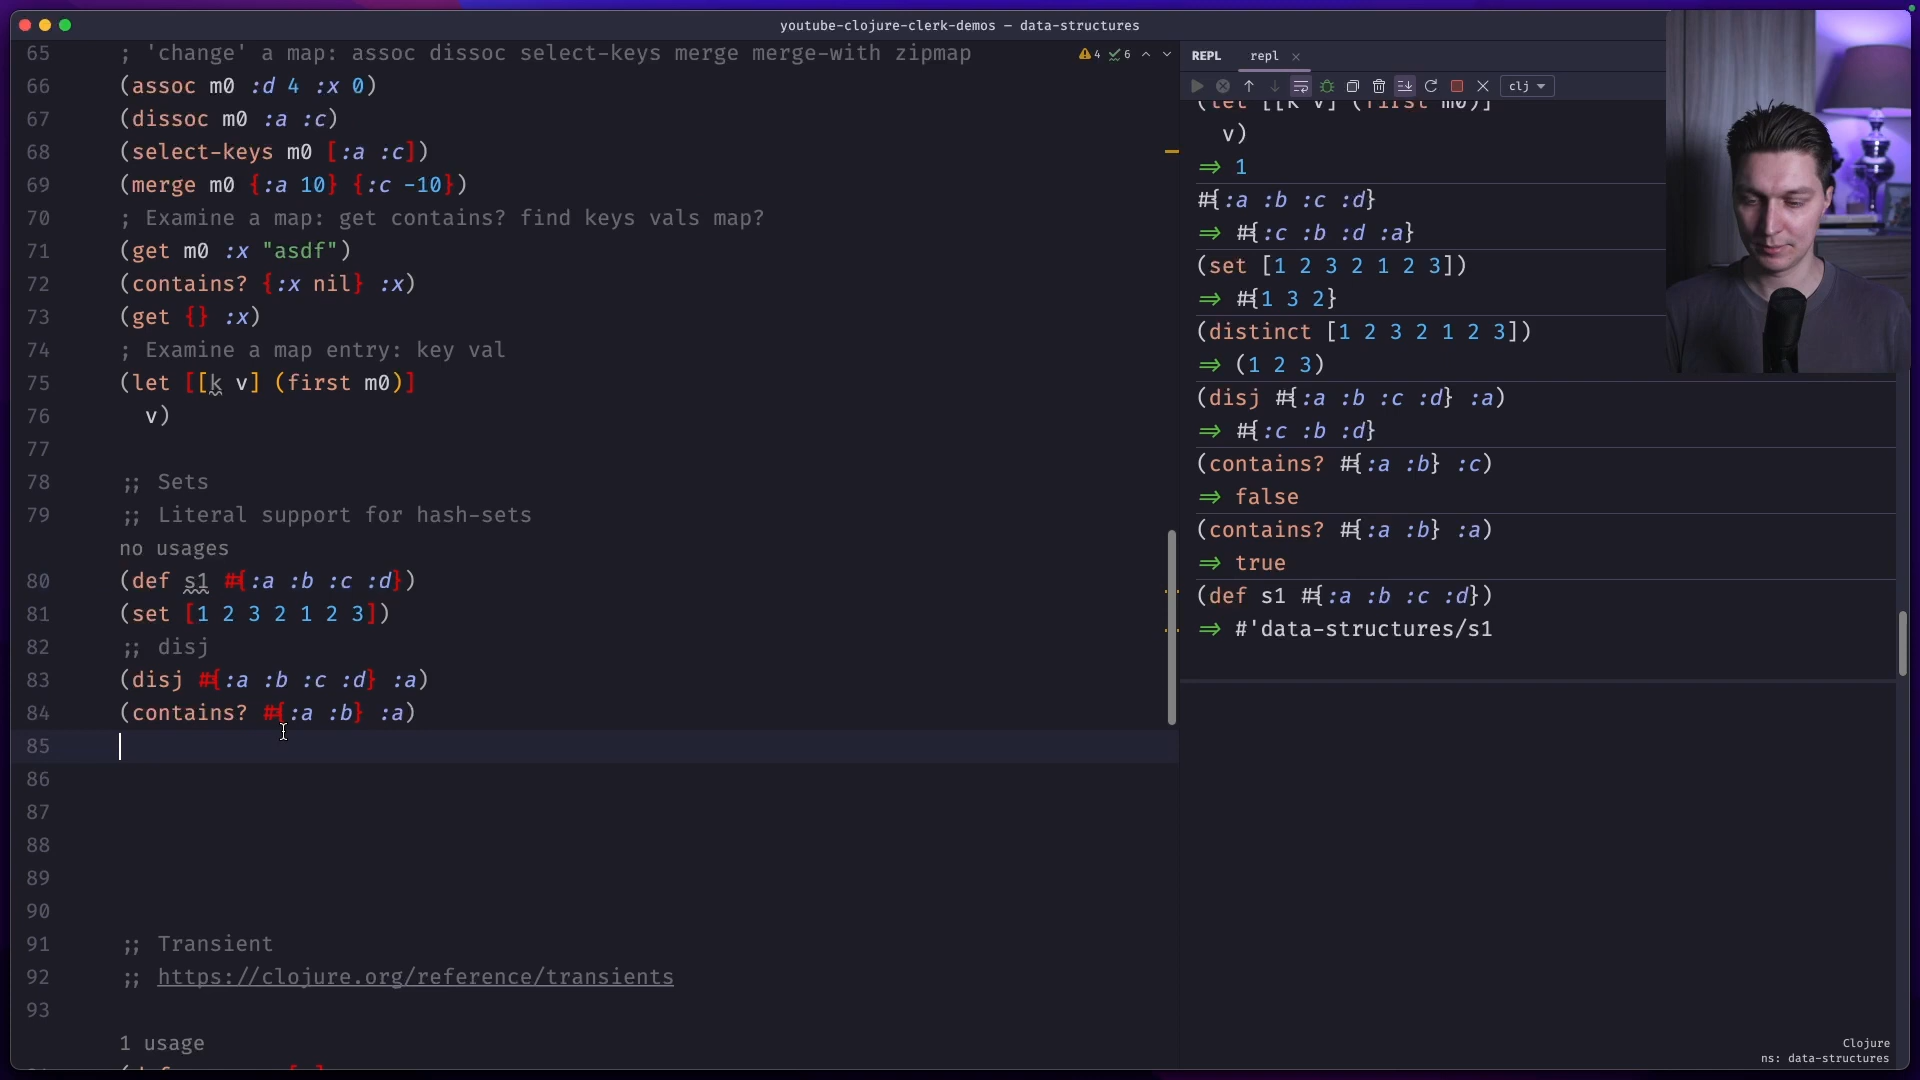 youtube-clojure-clerk-demos – data-structures
65 ; 'change' a map: assoc dissoc select-keys merge merge-with zipmap
4 6
66 (assoc m0 :d 4 :x 0)
67 (dissoc m0 :a :c)
68 (select-keys m0 [:a :c])
69 (merge m0 {:a 10} {:c -10})
70 ; Examine a map: get contains? find keys vals map?
71 (get m0 :x "asdf")
72 (contains? {:x nil} :x)
73 (get {} :x)
74 ; Examine a map entry: key val
75 (let [[k v] (first m0)]
76 v)
77
78 ;; Sets
79 ;; Literal support for hash-sets
no usages
80 (def s1 #{:a :b :c :d})
81 (set [1 2 3 2 1 2 3])
82 ;; disj
83 (disj #{:a :b :c :d} :a)
84 (contains? #{:a :b} :a)
85
86
87
88
89
90
91 ;; Transient
92 ;; https://clojure.org/reference/transients
93
1 usage
REPL repl
clj
(let [[k v] (first m0)]
v)
=> 1
#{:a :b :c :d}
=> #{:c :b :d :a}
(set [1 2 3 2 1 2 3])
=> #{1 3 2}
(distinct [1 2 3 2 1 2 3])
=> (1 2 3)
(disj #{:a :b :c :d} :a)
=> #{:c :b :d}
(contains? #{:a :b} :c)
=> false
(contains? #{:a :b} :a)
=> true
(def s1 #{:a :b :c :d})
=> #'data-structures/s1
Clojure
ns: data-structures